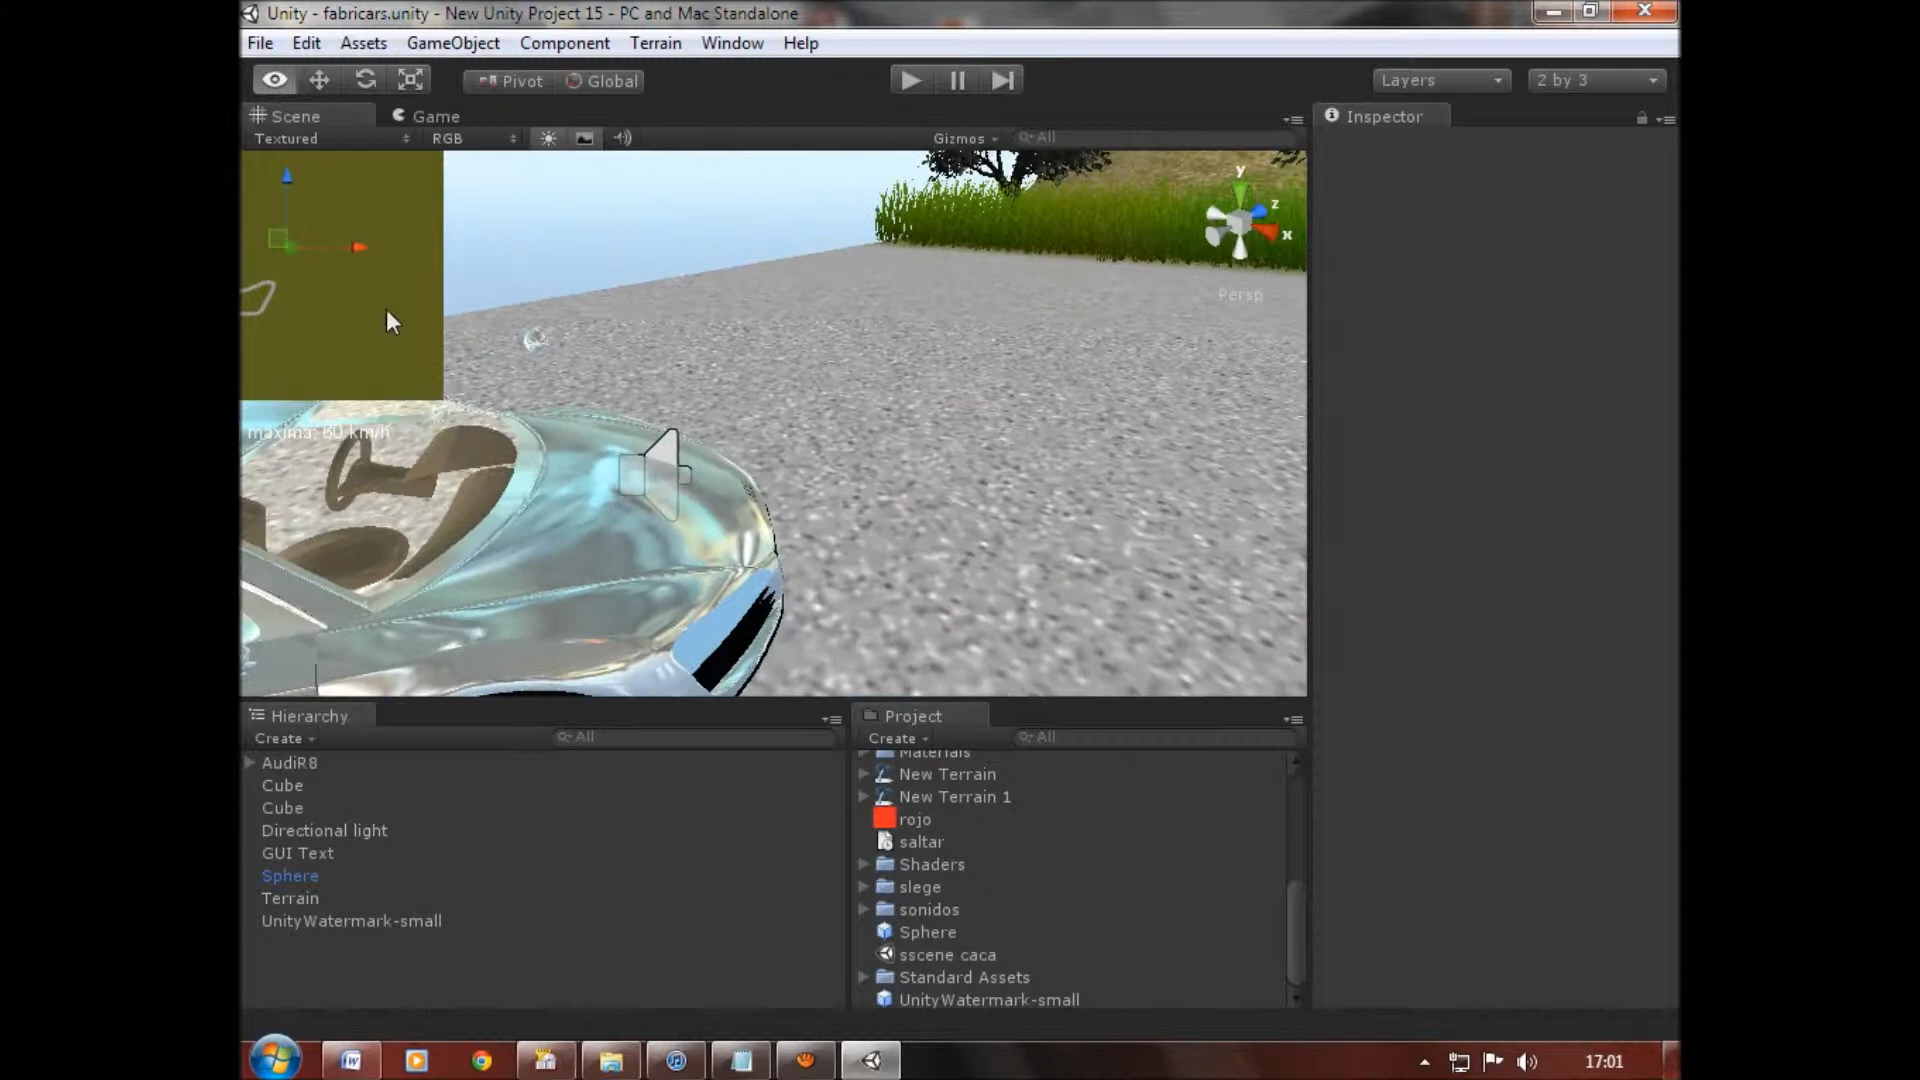 Unity - fabricars.unity - New Unity Project 15 - PC and Mac Standalone
File Edit Assets GameObject Component Terrain Window Help
Pivot Global Layers 2 by 3
Scene Game Inspector
Textured RGB Gizmos All
y
z
x
Persp
maxima: 60 km/h
Hierarchy Project
Create All Create All
AudiR8
Cube
Cube
Directional light
GUI Text
Sphere
Terrain
UnityWatermark-small
Materials
New Terrain
New Terrain 1
rojo
saltar
Shaders
slege
sonidos
Sphere
sscene caca
Standard Assets
UnityWatermark-small
17:01